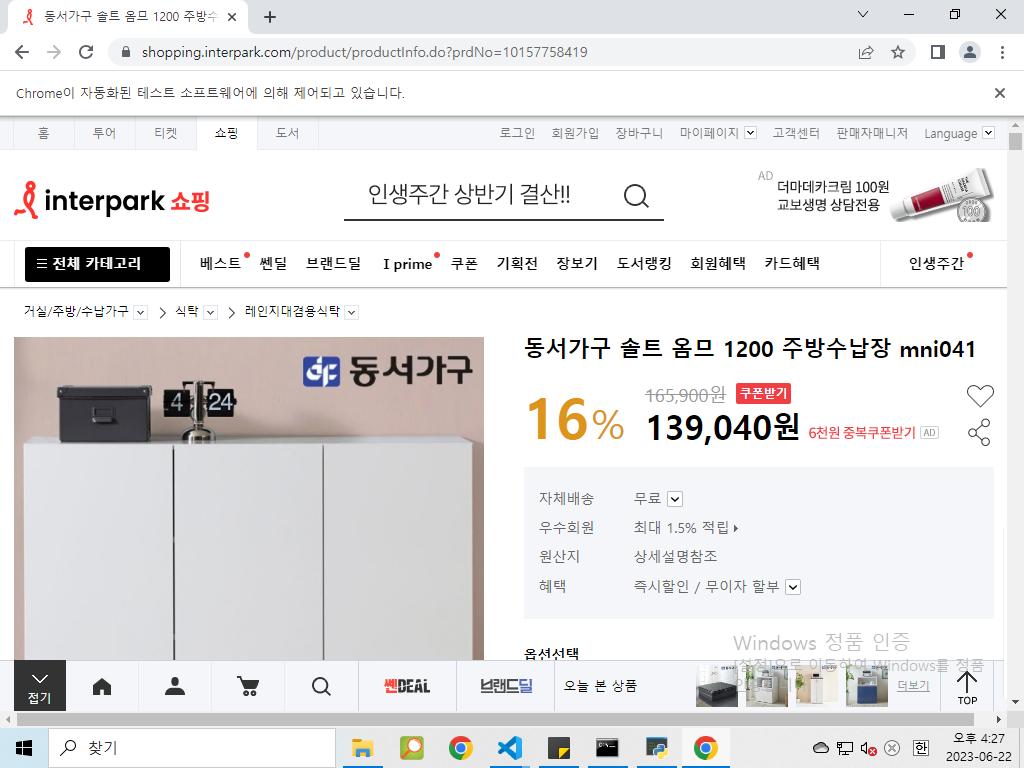 동서가구 솔트 옴므 1200 주방수
shopping.interpark.com/product/productInfo.do?prdNo=10157758419
Chrome이 자동화된 테스트 소프트웨어에 의해 제어되고 있습니다.
홈 투어 티켓 쇼핑 도서 로그인 회원가입 장바구니 마이페이지 고객센터 판매자매니저 Language
interpark 쇼핑
인생주간 상반기 결산!!
AD 더마데카크림 100원
교보생명 상담전용
전체 카테고리 베스트 쎈딜 브랜드딜 I prime 쿠폰 기획전 장보기 도서랭킹 회원혜택 카드혜택 인생주간
거실/주방/수납가구 식탁 레인지대겸용식탁
동서가구
4 24
동서가구 솔트 옴므 1200 주방수납장 mni041
16%
165,900원 쿠폰받기
139,040원 6천원 중복쿠폰받기 AD
자체배송 무료
우수회원 최대 1.5% 적립
원산지 상세설명참조
혜택 즉시할인 / 무이자 할부
옵션선택
Windows 정품 인증
[설정]으로 이동하여 Windows를 정품
접기
쎈DEAL
브랜드딜
오늘 본 상품
더보기
TOP
찾기
한
오후 4:27
2023-06-22